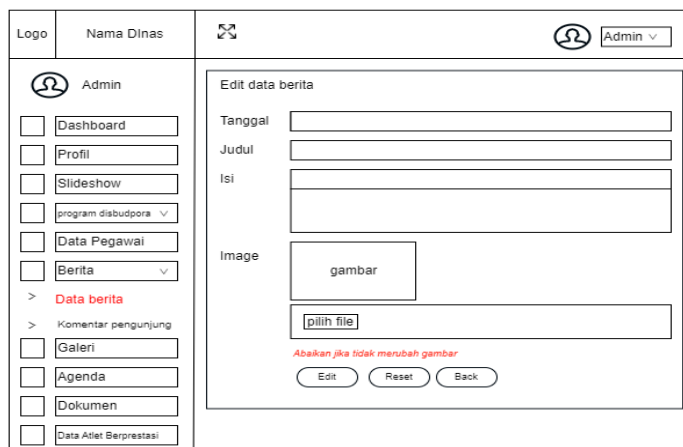 Logo
Nama DInas
Admin
Admin
Dashboard
Profil
Slideshow
program disbudpora
Data Pegawai
Berita
> Data berita
> Komentar pengunjung
Galeri
Agenda
Dokumen
Data Atlet Berprestasi
Edit data berita
Tanggal
Judul
Isi
Image
gambar
pilih file
Abaikan jika tidak merubah gambar
Edit Reset Back